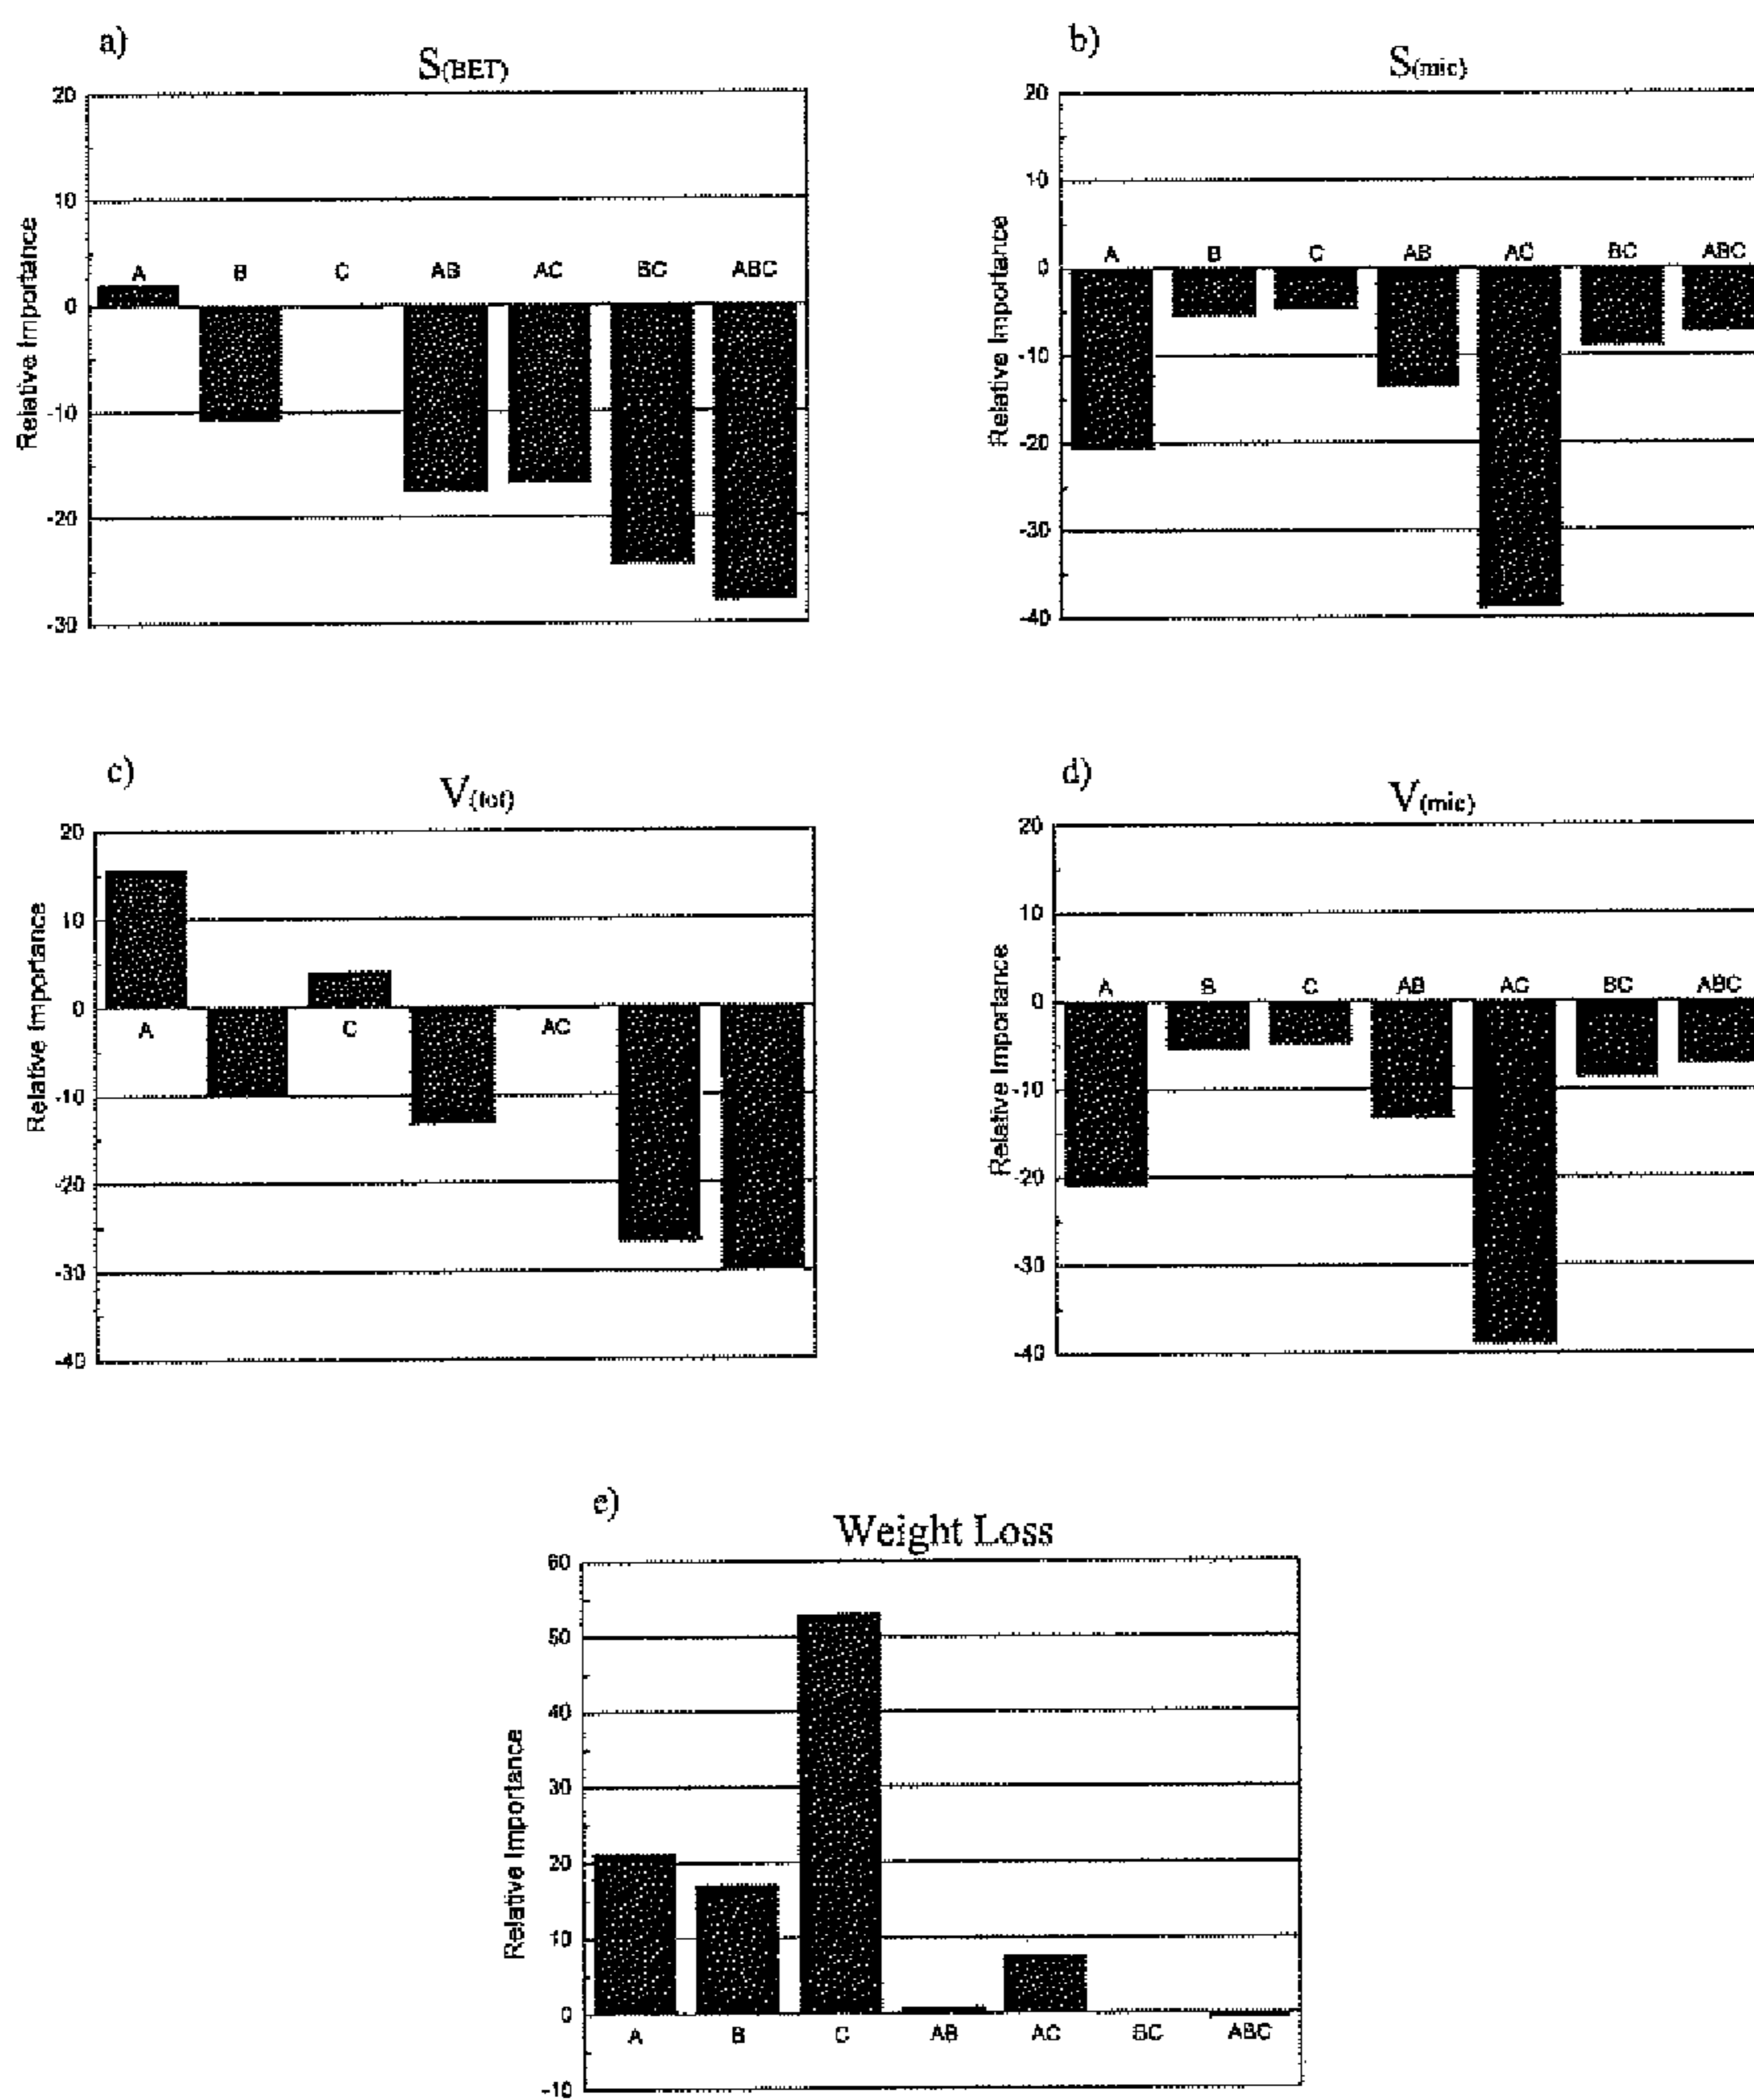 a)
S(BET)
20
10
0
-10
-20
-30
Relative Importance
A B C AB AC BC ABC
b)
S(mic)
20
10
0
-10
-20
-30
-40
Relative Importance
A B C AB AC BC ABC
c)
V(tot)
20
10
0
-10
-20
-30
-40
Relative Importance
A C AC
d)
V(mic)
20
10
0
-10
-20
-30
-40
Relative Importance
A B C AB AC BC ABC
e)
Weight Loss
60
50
40
30
20
10
0
-10
Relative Importance
A B C AB AC BC ABC